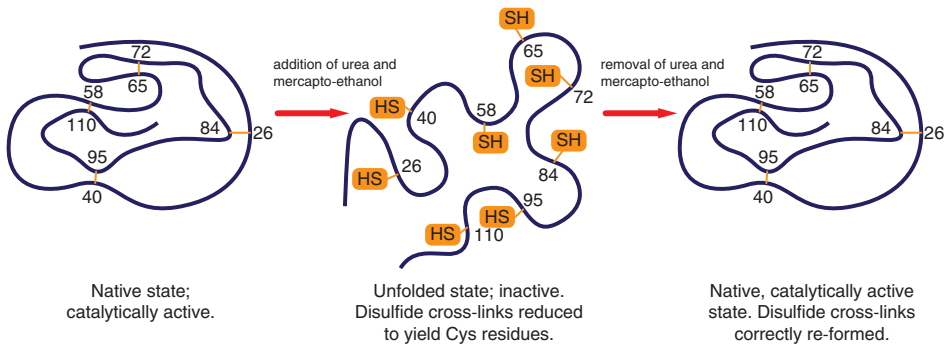 72
65
58
110
84
26
95
40
Native state;
catalytically active.
addition of urea and
mercapto-ethanol
SH
65
SH
72
HS
40
58
SH
SH
84
26
HS
95
HS
HS
110
Unfolded state; inactive.
Disulfide cross-links reduced
to yield Cys residues.
removal of urea and
mercapto-ethanol
72
65
58
110
84
26
95
40
Native, catalytically active
state. Disulfide cross-links
correctly re-formed.